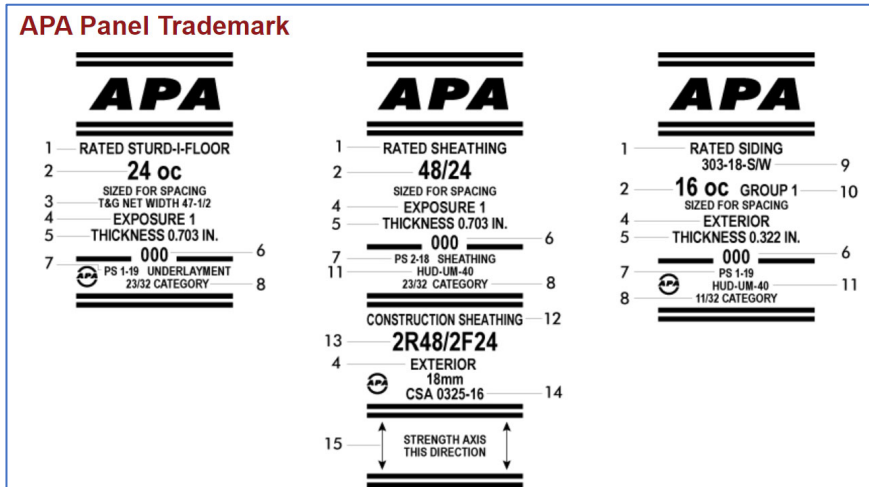 APA Panel Trademark
APA
1 RATED STURD-I-FLOOR
2 24 oc
SIZED FOR SPACING
3 T&G NET WIDTH 47-1/2
4 EXPOSURE 1
5 THICKNESS 0.703 IN.
000 6
7 APA PS 1-19 UNDERLAYMENT
23/32 CATEGORY 8
APA
1 RATED SHEATHING
2 48/24
SIZED FOR SPACING
4 EXPOSURE 1
5 THICKNESS 0.703 IN.
000 6
7 PS 2-18 SHEATHING
11 HUD-UM-40
23/32 CATEGORY 8
CONSTRUCTION SHEATHING 12
13 2R48/2F24
4 EXTERIOR
18mm
APA CSA 0325-16 14
15 STRENGTH AXIS
THIS DIRECTION
APA
1 RATED SIDING
303-18-S/W 9
2 16 oc GROUP 1 10
SIZED FOR SPACING
4 EXTERIOR
5 THICKNESS 0.322 IN.
000 6
7 PS 1-19
APA HUD-UM-40 11
8 11/32 CATEGORY